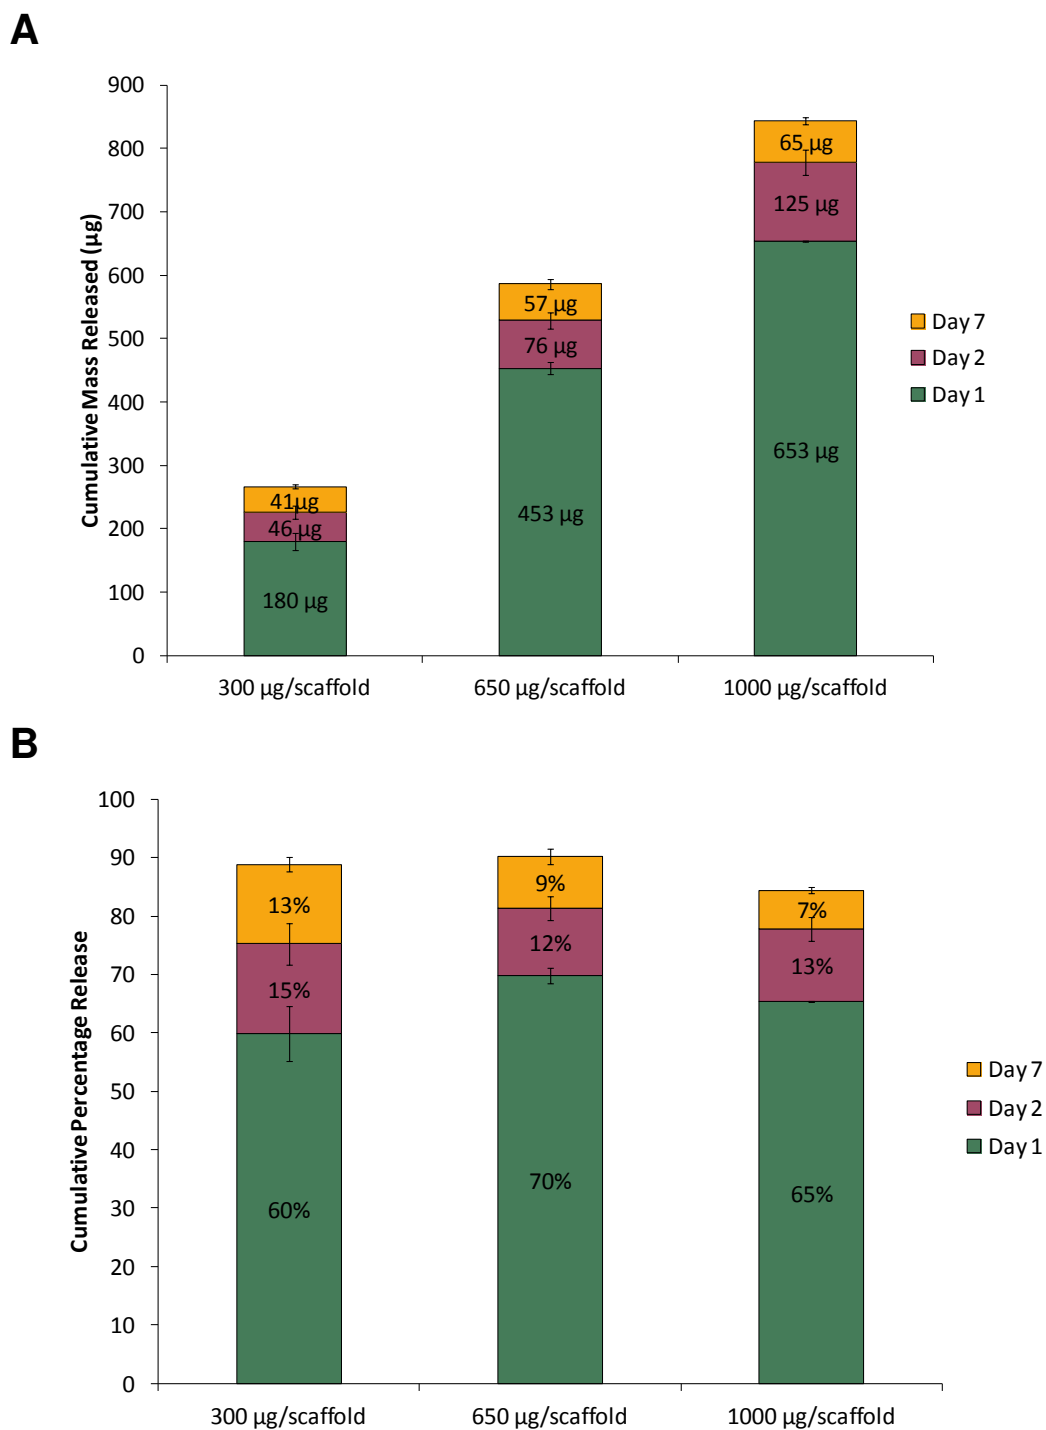 A
900
800
700
600
500
400
300
200
100
0
Cumulative Mass Released (µg)
41µg
46 µg
180 µg
57 µg
76 µg
453 µg
65 µg
125 µg
653 µg
300 µg/scaffold
650 µg/scaffold
1000 µg/scaffold
Day 7
Day 2
Day 1
B
100
90
80
70
60
50
40
30
20
10
0
Cumulative Percentage Release
13%
15%
60%
9%
12%
70%
7%
13%
65%
300 µg/scaffold
650 µg/scaffold
1000 µg/scaffold
Day 7
Day 2
Day 1